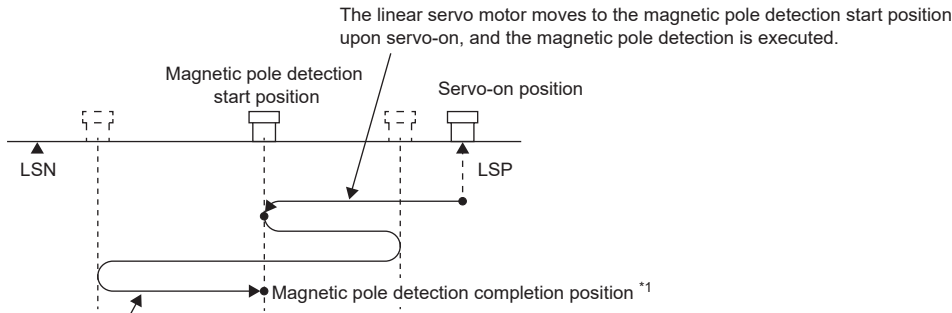 The linear servo motor moves to the magnetic pole detection start position
upon servo-on, and the magnetic pole detection is executed.
Magnetic pole detection
start position
Servo-on position
LSN
LSP
Magnetic pole detection completion position *1